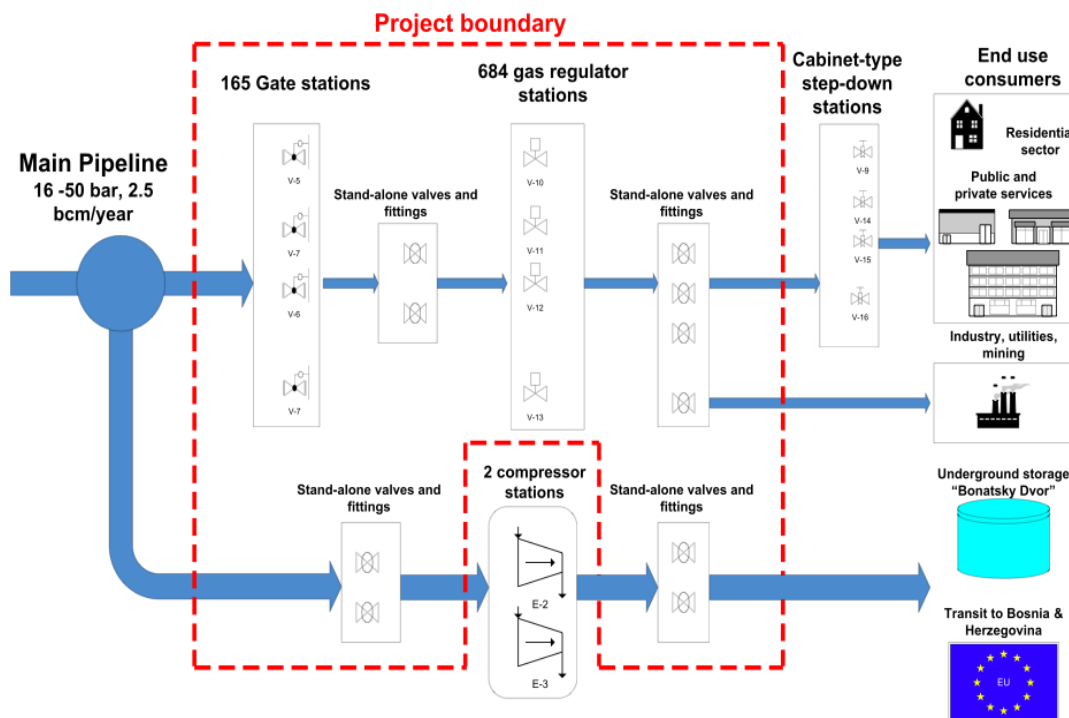 Project boundary
165 Gate stations
684 gas regulator
stations
Cabinet-type
step-down
stations
End use
consumers
Main Pipeline
16 -50 bar, 2.5
bcm/year
V-5
V-7
V-6
V-7
Stand-alone valves and
fittings
V-10
V-11
V-12
V-13
Stand-alone valves and
fittings
V-9
V-14
V-15
V-16
Residential
sector
Public and
private services
Industry, utilities,
mining
Stand-alone valves and
fittings
2 compressor
stations
E-2
E-3
Stand-alone valves and
fittings
Underground storage
“Bonatsky Dvor”
Transit to Bosnia &
Herzegovina
EU